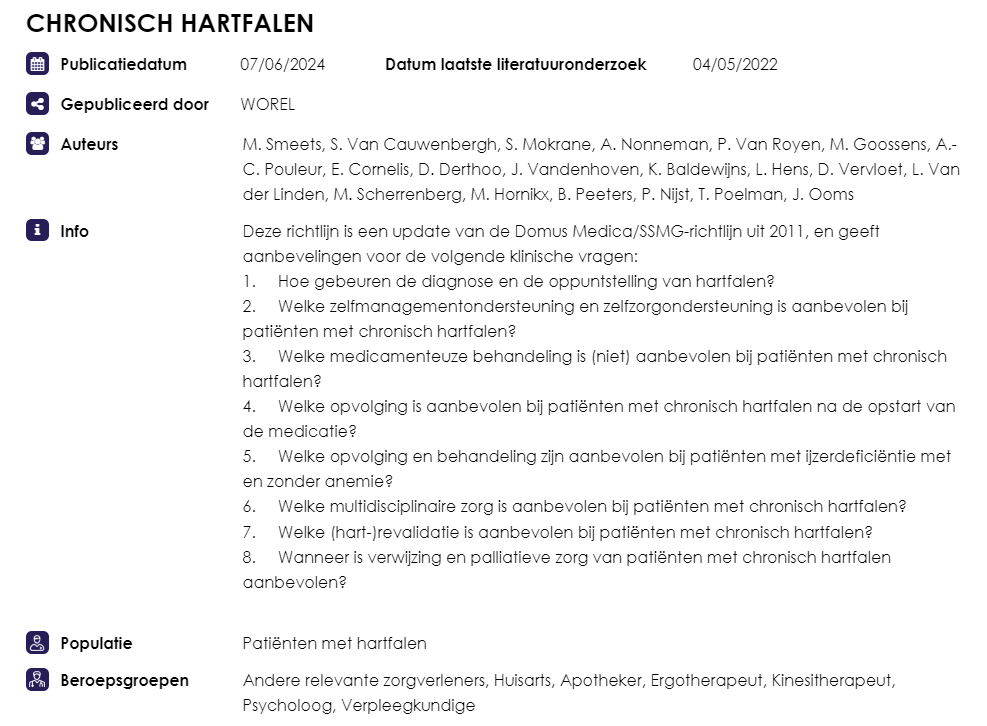 CHRONISCH HARTFALEN
Publicatiedatum 07/06/2024 Datum laatste literatuuronderzoek 04/05/2022
Gepubliceerd door WOREL
Auteurs M. Smeets, S. Van Cauwenbergh, S. Mokrane, A. Nonneman, P. Van Royen, M. Goossens, A.-
C. Pouleur, E. Cornelis, D. Derthoo, J. Vandenhoven, K. Baldewijns, L. Hens, D. Vervloet, L. Van
der Linden, M. Scherrenberg, M. Hornikx, B. Peeters, P. Nijst, T. Poelman, J. Ooms
Info Deze richtlijn is een update van de Domus Medica/SSMG-richtlijn uit 2011, en geeft
aanbevelingen voor de volgende klinische vragen:
1. Hoe gebeuren de diagnose en de oppuntstelling van hartfalen?
2. Welke zelfmanagementondersteuning en zelfzorgondersteuning is aanbevolen bij
patiënten met chronisch hartfalen?
3. Welke medicamenteuze behandeling is (niet) aanbevolen bij patiënten met chronisch
hartfalen?
4. Welke opvolging is aanbevolen bij patiënten met chronisch hartfalen na de opstart van
de medicatie?
5. Welke opvolging en behandeling zijn aanbevolen bij patiënten met ijzerdeficiëntie met
en zonder anemie?
6. Welke multidisciplinaire zorg is aanbevolen bij patiënten met chronisch hartfalen?
7. Welke (hart-)revalidatie is aanbevolen bij patiënten met chronisch hartfalen?
8. Wanneer is verwijzing en palliatieve zorg van patiënten met chronisch hartfalen
aanbevolen?
Populatie Patiënten met hartfalen
Beroepsgroepen Andere relevante zorgverleners, Huisarts, Apotheker, Ergotherapeut, Kinesitherapeut,
Psycholoog, Verpleegkundige